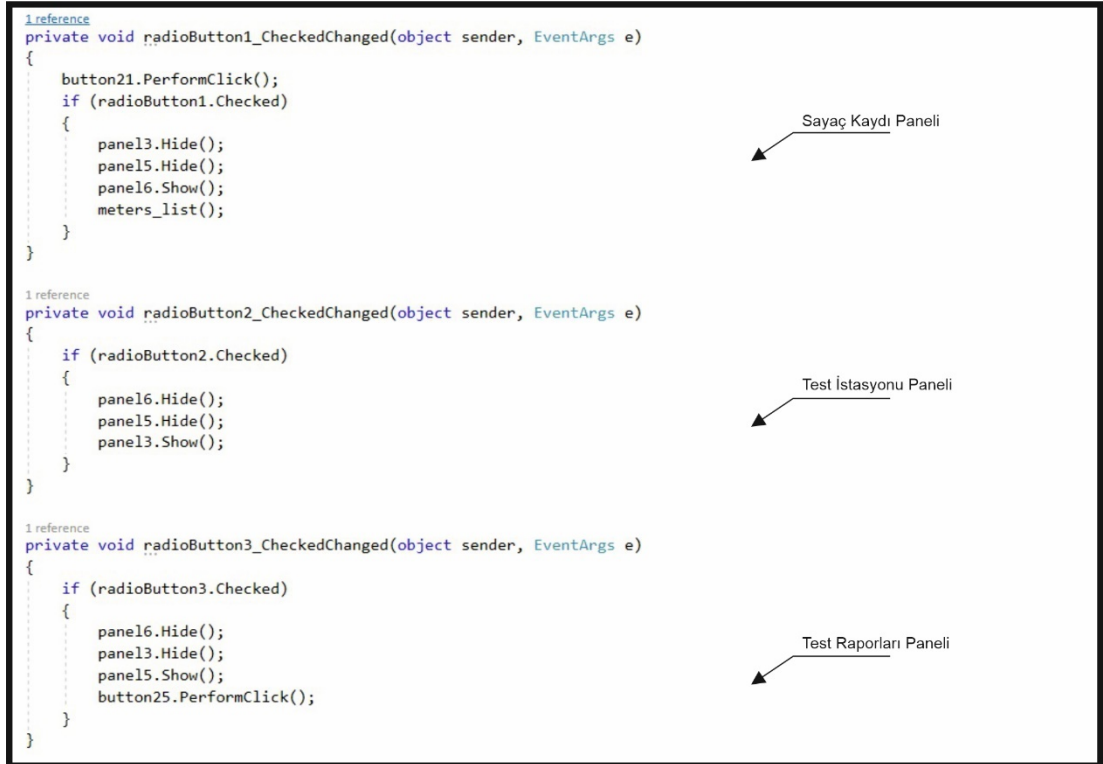 1 reference
private void radioButton1_CheckedChanged(object sender, EventArgs e)
{
button21.PerformClick();
if (radioButton1.Checked)
{
panel3.Hide();
panel5.Hide();
panel6.Show();
meters_list();
}
}
Sayaç Kaydı Paneli
1 reference
private void radioButton2_CheckedChanged(object sender, EventArgs e)
{
if (radioButton2.Checked)
{
panel6.Hide();
panel5.Hide();
panel3.Show();
}
}
Test İstasyonu Paneli
1 reference
private void radioButton3_CheckedChanged(object sender, EventArgs e)
{
if (radioButton3.Checked)
{
panel6.Hide();
panel3.Hide();
panel5.Show();
button25.PerformClick();
}
}
Test Raporları Paneli